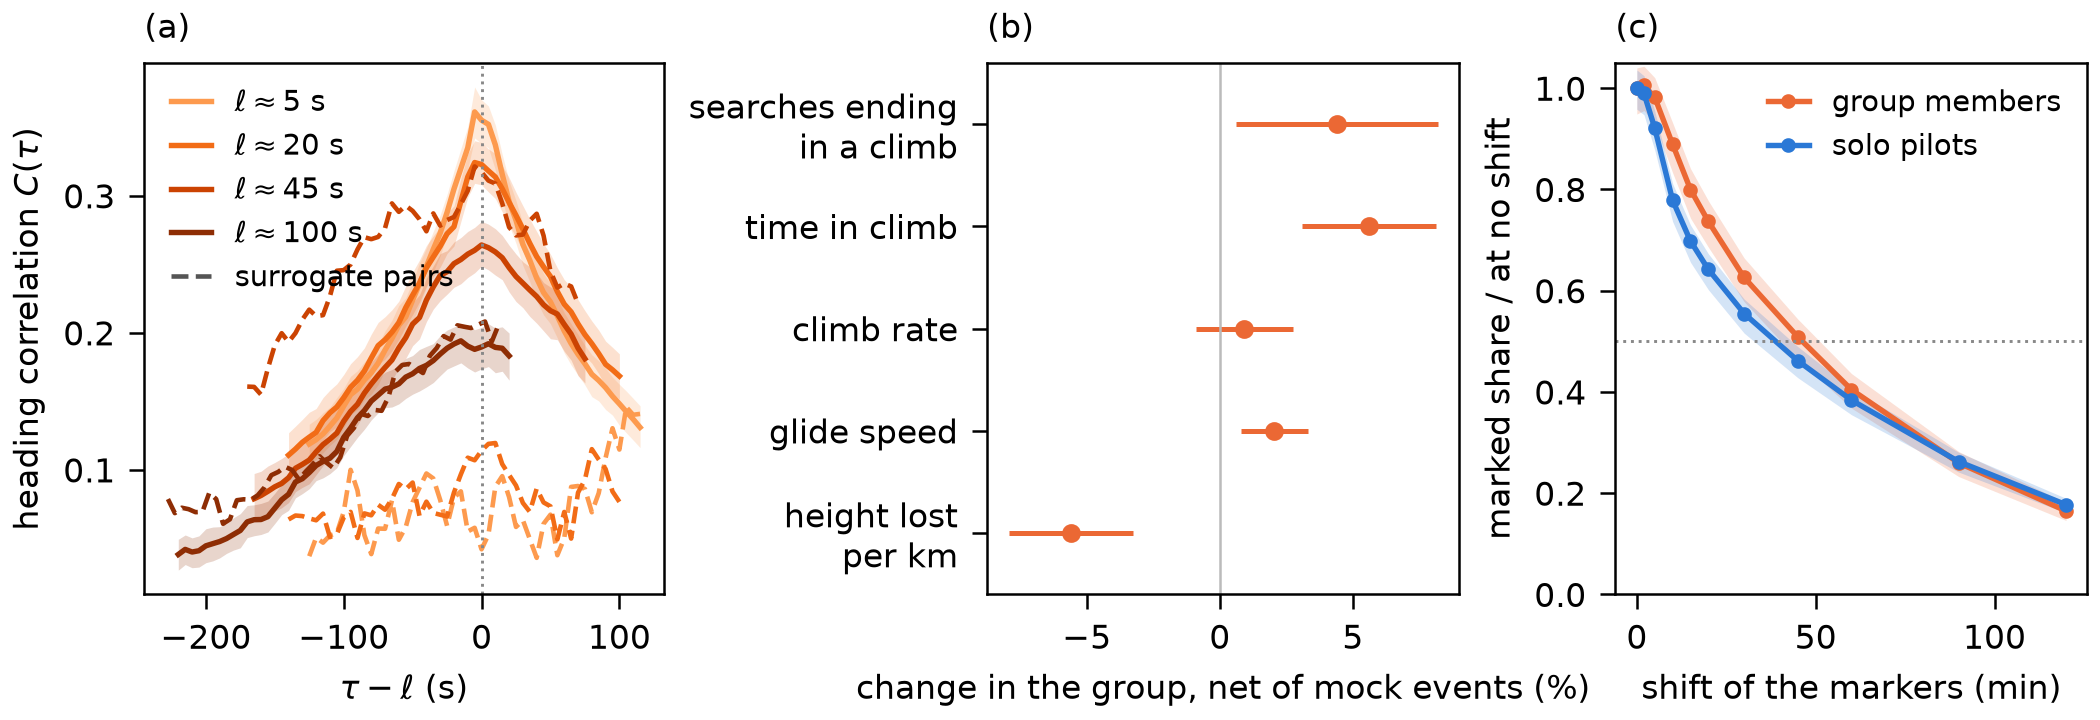 (a)
heading correlation C(τ)
0.3
0.2
0.1
ℓ ≈ 5 s
ℓ ≈ 20 s
ℓ ≈ 45 s
ℓ ≈ 100 s
surrogate pairs
−200
−100
0
100
τ − ℓ (s)
(b)
searches ending
in a climb
time in climb
climb rate
glide speed
height lost
per km
−5
0
5
change in the group, net of mock events (%)
(c)
marked share / at no shift
1.0
0.8
0.6
0.4
0.2
0.0
group members
solo pilots
0
50
100
shift of the markers (min)